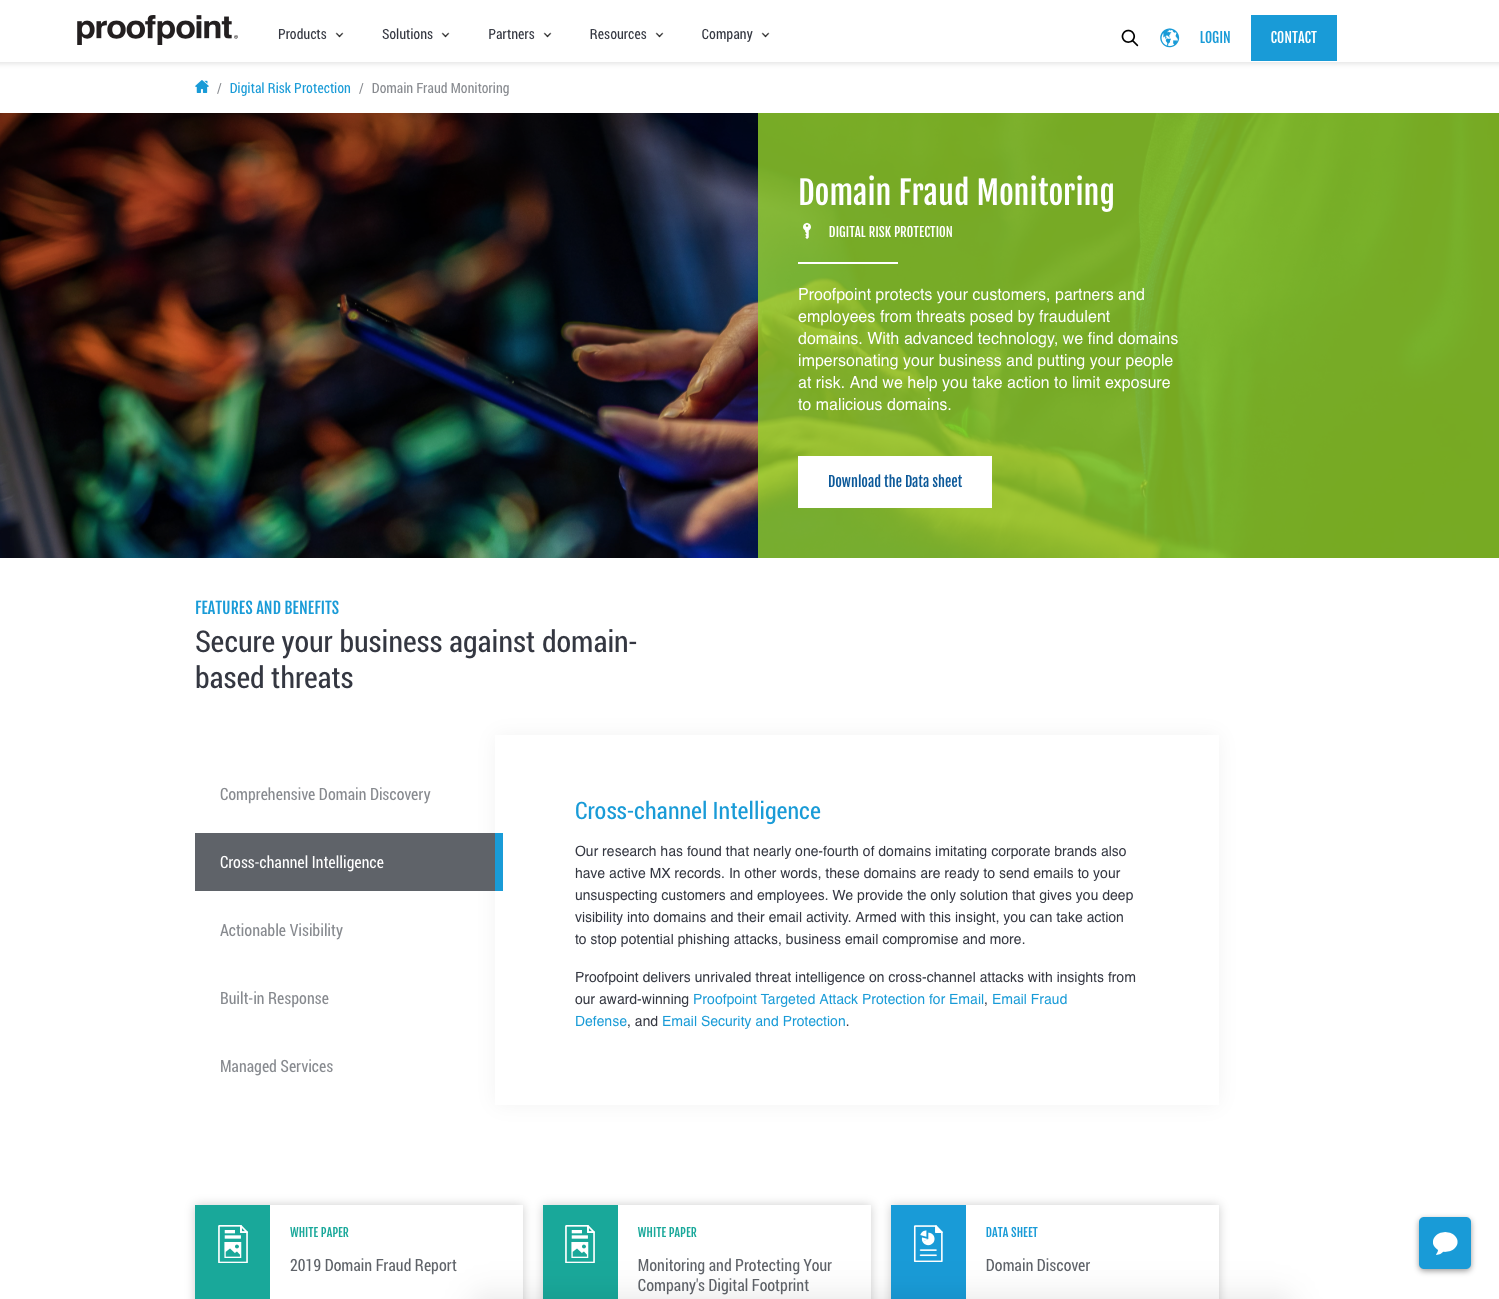 proofpoint.
Products
Solutions
Partners
Resources
Company
LOGIN
CONTACT
/ Digital Risk Protection / Domain Fraud Monitoring
Domain Fraud Monitoring
DIGITAL RISK PROTECTION
Proofpoint protects your customers, partners and
employees from threats posed by fraudulent
domains. With advanced technology, we find domains
impersonating your business and putting your people
at risk. And we help you take action to limit exposure
to malicious domains.
Download the Data sheet
FEATURES AND BENEFITS
Secure your business against domain-
based threats
Comprehensive Domain Discovery
Cross-channel Intelligence
Actionable Visibility
Built-in Response
Managed Services
Cross-channel Intelligence
Our research has found that nearly one-fourth of domains imitating corporate brands also
have active MX records. In other words, these domains are ready to send emails to your
unsuspecting customers and employees. We provide the only solution that gives you deep
visibility into domains and their email activity. Armed with this insight, you can take action
to stop potential phishing attacks, business email compromise and more.
Proofpoint delivers unrivaled threat intelligence on cross-channel attacks with insights from
our award-winning Proofpoint Targeted Attack Protection for Email, Email Fraud
Defense, and Email Security and Protection.
WHITE PAPER
2019 Domain Fraud Report
WHITE PAPER
Monitoring and Protecting Your
Company's Digital Footprint
DATA SHEET
Domain Discover